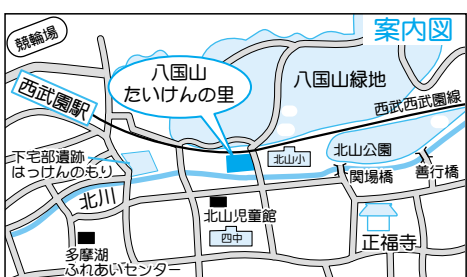 案内図
競輪場
西武園駅
八国山
たいけんの里
八国山緑地
西武西武園線
下宅部遺跡
はっけんのもり
北山小
北山公園
関場橋
善行橋
北川
北山児童館
四中
正福寺
多摩湖
ふれあいセンター